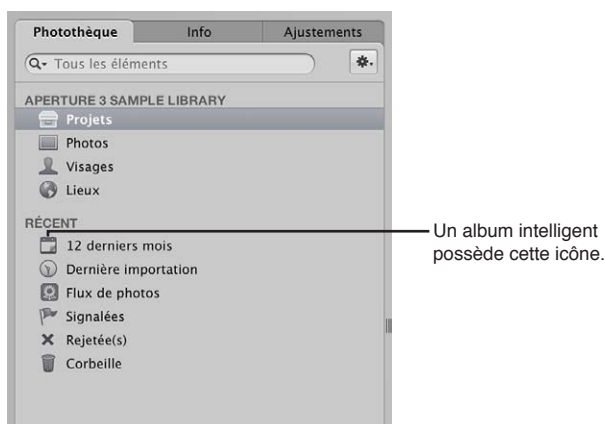 Photothèque Info Ajustements
Tous les éléments
APERTURE 3 SAMPLE LIBRARY
Projets
Photos
Visages
Lieux
RÉCENT
12 derniers mois
Dernière importation
Flux de photos
Signalées
Rejetée(s)
Corbeille
Un album intelligent
possède cette icône.